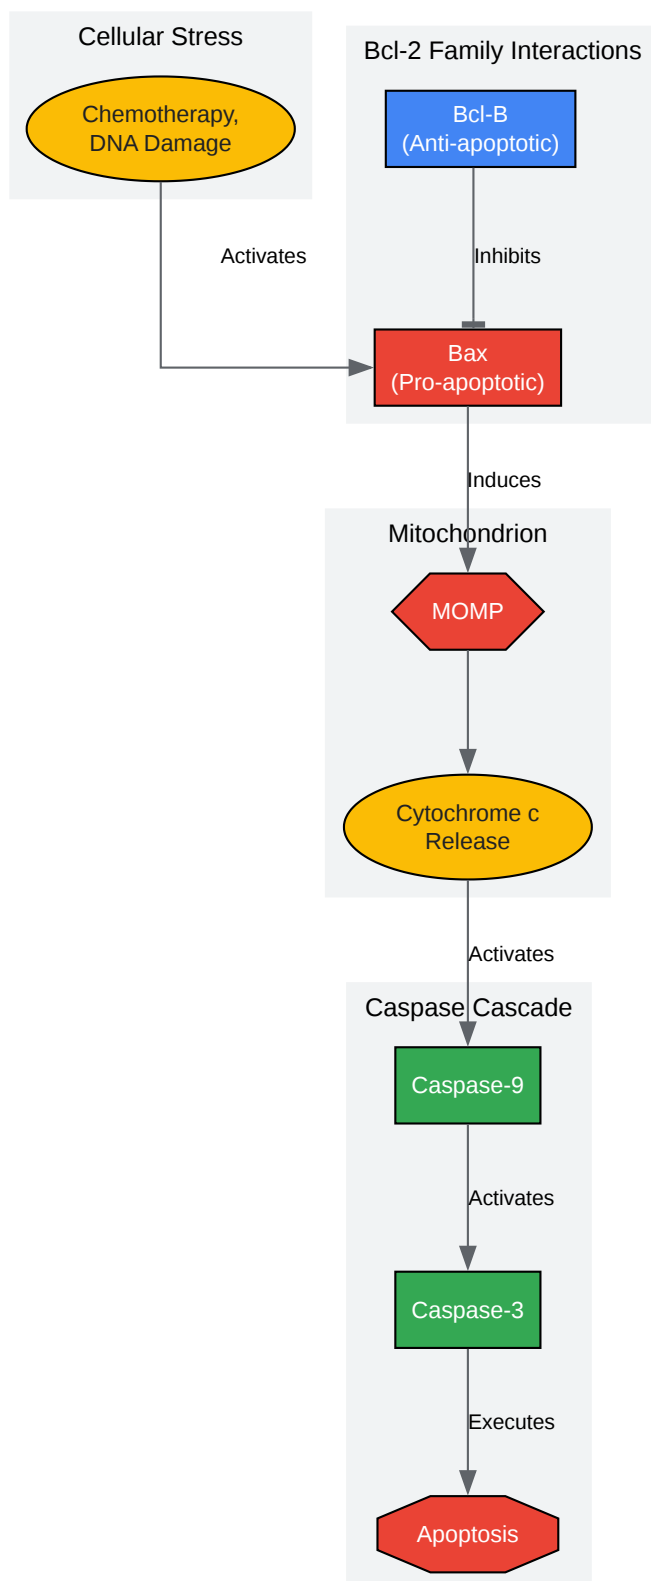 Cellular Stress
Chemotherapy,
DNA Damage
Activates
Bcl-2 Family Interactions
Bcl-B
(Anti-apoptotic)
Inhibits
Bax
(Pro-apoptotic)
Induces
Mitochondrion
MOMP
Cytochrome c
Release
Activates
Caspase Cascade
Caspase-9
Activates
Caspase-3
Executes
Apoptosis